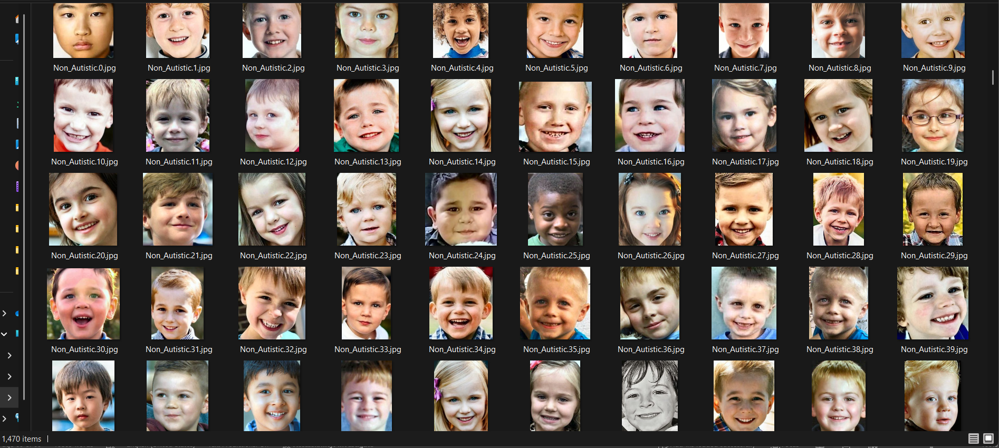 Non_Autistic.0.jpg Non_Autistic.1.jpg Non_Autistic.2.jpg Non_Autistic.3.jpg Non_Autistic.4.jpg Non_Autistic.5.jpg Non_Autistic.6.jpg Non_Autistic.7.jpg Non_Autistic.8.jpg Non_Autistic.9.jpg
Non_Autistic.10.jpg Non_Autistic.11.jpg Non_Autistic.12.jpg Non_Autistic.13.jpg Non_Autistic.14.jpg Non_Autistic.15.jpg Non_Autistic.16.jpg Non_Autistic.17.jpg Non_Autistic.18.jpg Non_Autistic.19.jpg
Non_Autistic.20.jpg Non_Autistic.21.jpg Non_Autistic.22.jpg Non_Autistic.23.jpg Non_Autistic.24.jpg Non_Autistic.25.jpg Non_Autistic.26.jpg Non_Autistic.27.jpg Non_Autistic.28.jpg Non_Autistic.29.jpg
Non_Autistic.30.jpg Non_Autistic.31.jpg Non_Autistic.32.jpg Non_Autistic.33.jpg Non_Autistic.34.jpg Non_Autistic.35.jpg Non_Autistic.36.jpg Non_Autistic.37.jpg Non_Autistic.38.jpg Non_Autistic.39.jpg
1,470 items